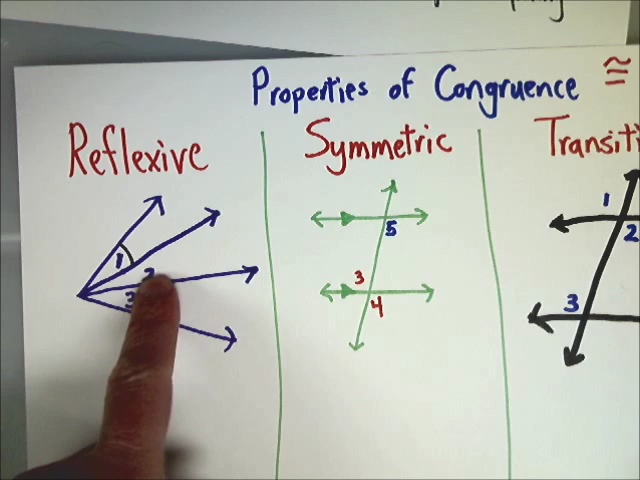 Properties of Congruence ≅
Reflexive
Symmetric
Transiti
1
2
3
5
3
4
1
2
3